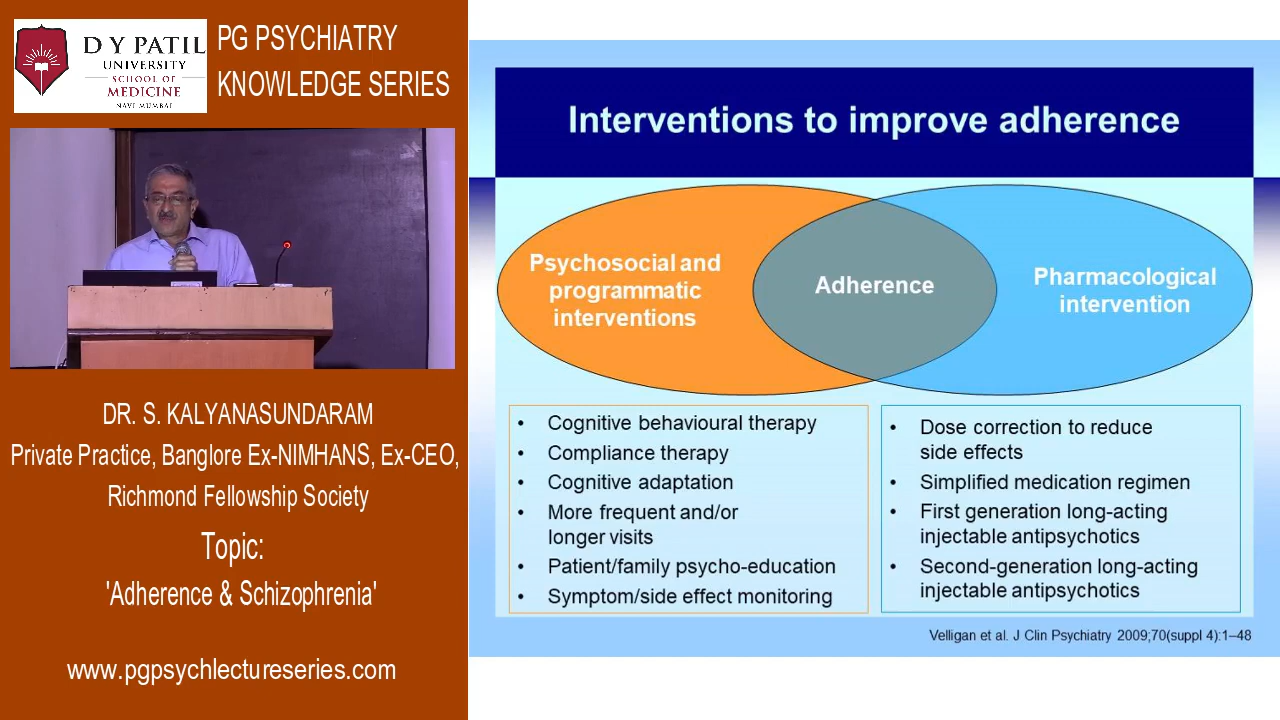 D Y PATIL
UNIVERSITY
SCHOOL OF
MEDICINE
NAVI MUMBAI
PG PSYCHIATRY
KNOWLEDGE SERIES
DR. S. KALYANASUNDARAM
Private Practice, Banglore Ex-NIMHANS, Ex-CEO,
Richmond Fellowship Society
Topic:
'Adherence & Schizophrenia'
www.pgpsychlectureseries.com
Interventions to improve adherence
Psychosocial and
programmatic
interventions
Adherence
Pharmacological
intervention
• Cognitive behavioural therapy
• Compliance therapy
• Cognitive adaptation
• More frequent and/or
longer visits
• Patient/family psycho-education
• Symptom/side effect monitoring
• Dose correction to reduce
side effects
• Simplified medication regimen
• First generation long-acting
injectable antipsychotics
• Second-generation long-acting
injectable antipsychotics
Velligan et al. J Clin Psychiatry 2009;70(suppl 4):1–48